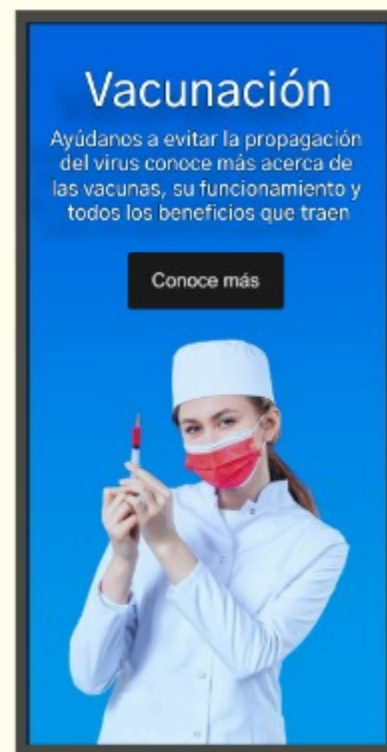 Vacunación
Ayúdanos a evitar la propagación
del virus conoce más acerca de
las vacunas, su funcionamiento y
todos los beneficios que traen
Conoce más